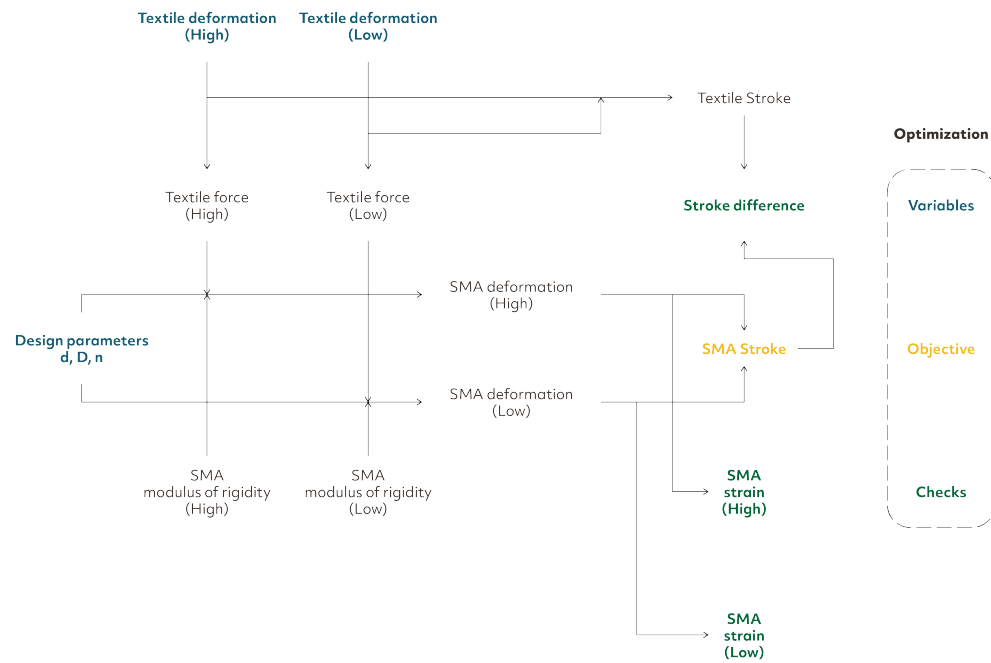 Textile deformation
(High)
Textile deformation
(Low)
Textile Stroke
Optimization
Textile force
(High)
Textile force
(Low)
Stroke difference
Variables
SMA deformation
(High)
Design parameters
d, D, n
SMA Stroke
Objective
SMA deformation
(Low)
SMA
modulus of rigidity
(High)
SMA
modulus of rigidity
(Low)
SMA
strain
(High)
Checks
SMA
strain
(Low)